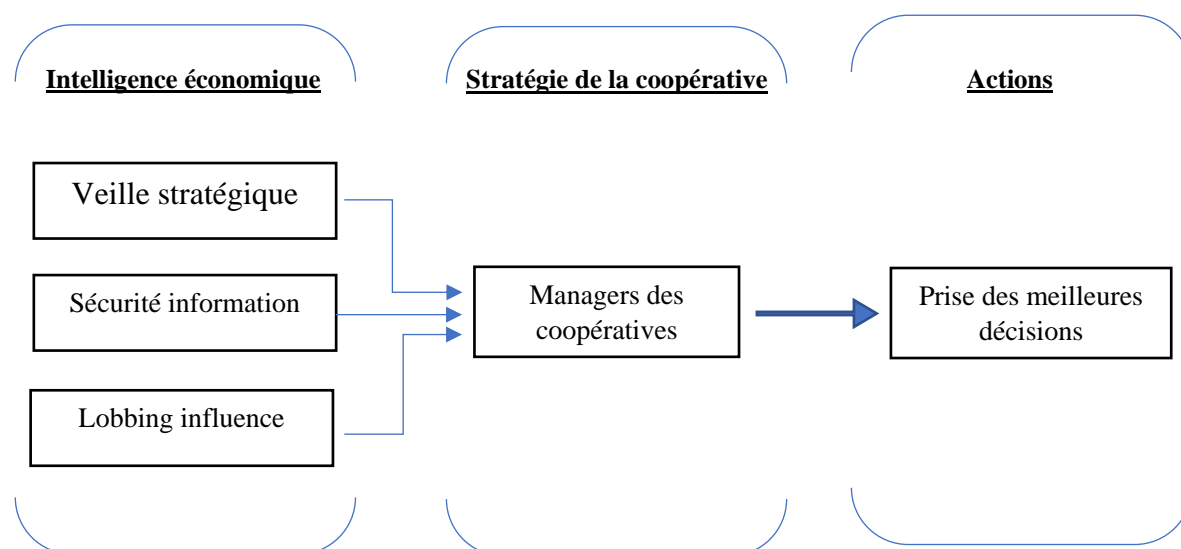 Intelligence économique
Stratégie de la coopérative
Actions
Veille stratégique
Sécurité information
Lobbing influence
Managers des
coopératives
Prise des meilleures
décisions